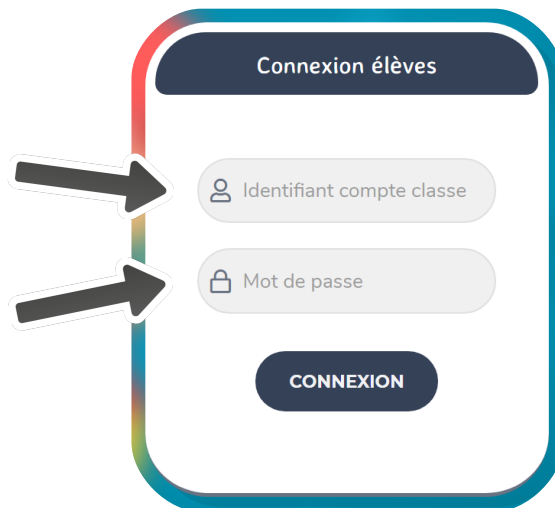 Connexion élèves
Identifiant compte classe
Mot de passe
CONNEXION